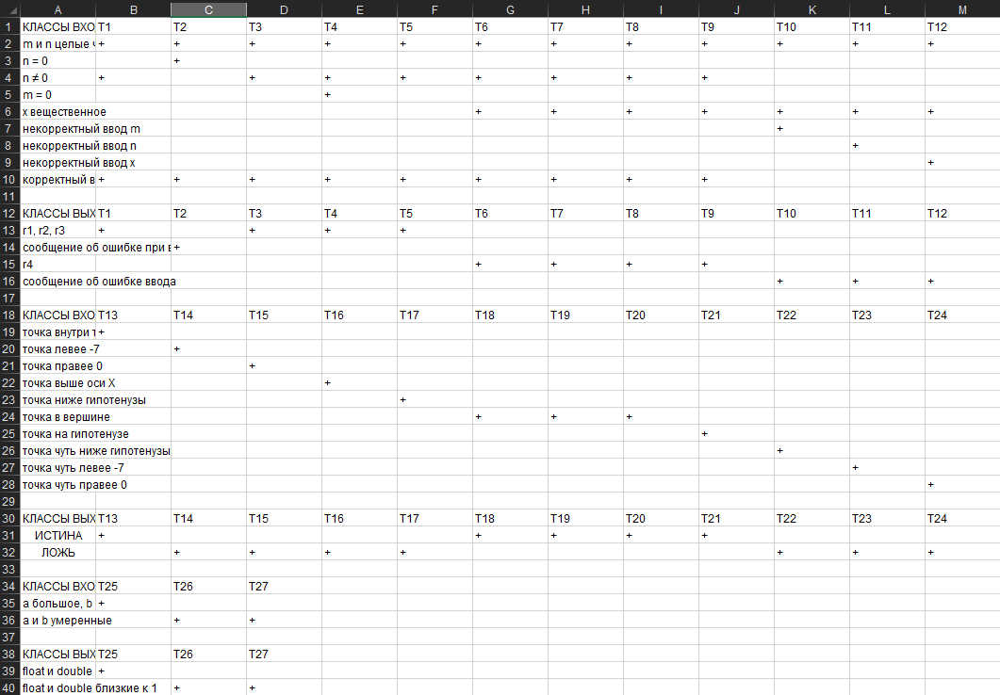 A B C D E F G H I J K L M
1 КЛАССЫ ВХО T1 T2 T3 T4 T5 T6 T7 T8 T9 T10 T11 T12
2 m и n целые ч + + + + + + + + + + + +
3 n = 0 +
4 n ≠ 0 + + + + + + + +
5 m = 0 +
6 x вещественное + + + + + + +
7 некорректный ввод m +
8 некорректный ввод n +
9 некорректный ввод x +
10 корректный в + + + + + + + + +
11
12 КЛАССЫ ВЫХ T1 T2 T3 T4 T5 T6 T7 T8 T9 T10 T11 T12
13 r1, r2, r3 + + + +
14 сообщение об ошибке при в +
15 r4 + + + +
16 сообщение об ошибке ввода + + +
17
18 КЛАССЫ ВХО T13 T14 T15 T16 T17 T18 T19 T20 T21 T22 T23 T24
19 точка внутри т +
20 точка левее -7 +
21 точка правее 0 +
22 точка выше оси X +
23 точка ниже гипотенузы +
24 точка в вершине + + +
25 точка на гипотенузе +
26 точка чуть ниже гипотенузы +
27 точка чуть левее -7 +
28 точка чуть правее 0 +
29
30 КЛАССЫ ВЫХ T13 T14 T15 T16 T17 T18 T19 T20 T21 T22 T23 T24
31 ИСТИНА + + + + +
32 ЛОЖЬ + + + + + + +
33
34 КЛАССЫ ВХО T25 T26 T27
35 a большое, b +
36 a и b умеренные + +
37
38 КЛАССЫ ВЫХ T25 T26 T27
39 float и double +
40 float и double близкие к 1 + +